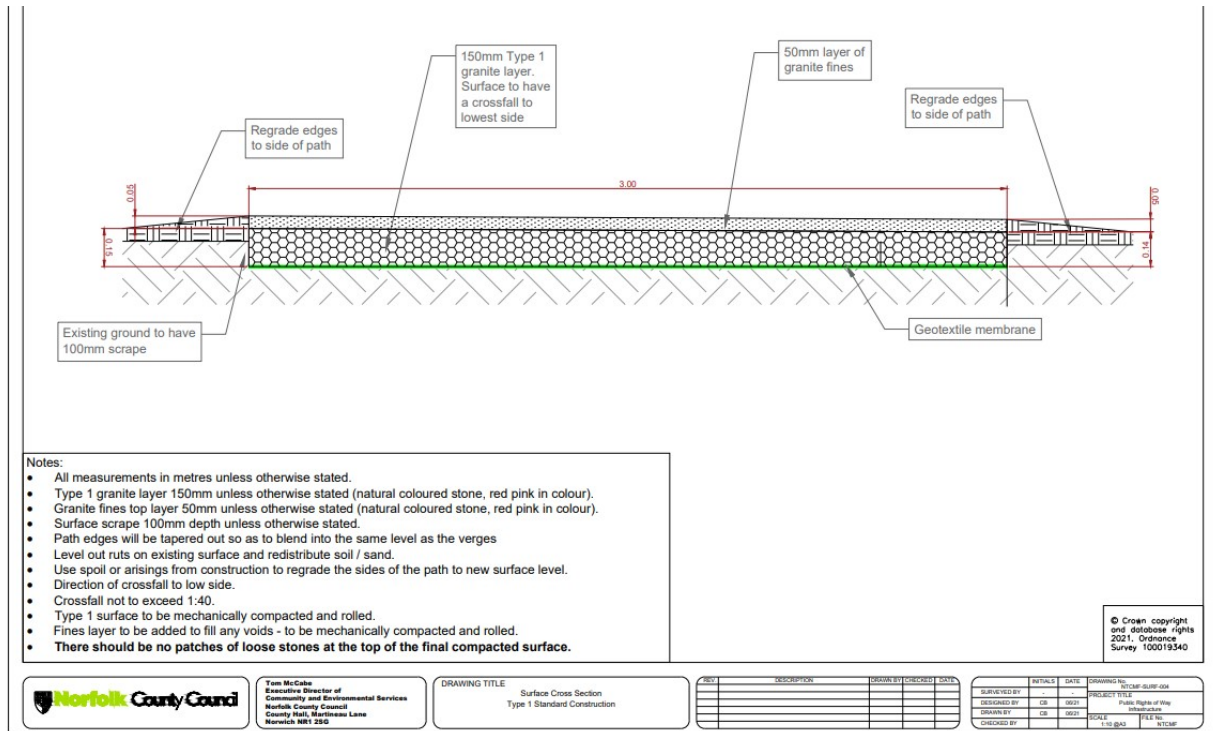 150mm Type 1
granite layer.
Surface to have
a crossfall to
lowest side
50mm layer of
granite fines
Regrade edges
to side of path
Regrade edges
to side of path
3.00
0.05
0.15
0.05
0.14
Existing ground to have
100mm scrape
Geotextile membrane
Notes:
• All measurements in metres unless otherwise stated.
• Type 1 granite layer 150mm unless otherwise stated (natural coloured stone, red pink in colour).
• Granite fines top layer 50mm unless otherwise stated (natural coloured stone, red pink in colour).
• Surface scrape 100mm depth unless otherwise stated.
• Path edges will be tapered out so as to blend into the same level as the verges
• Level out ruts on existing surface and redistribute soil / sand.
• Use spoil or arisings from construction to regrade the sides of the path to new surface level.
• Direction of crossfall to low side.
• Crossfall not to exceed 1:40.
• Type 1 surface to be mechanically compacted and rolled.
• Fines layer to be added to fill any voids - to be mechanically compacted and rolled.
• There should be no patches of loose stones at the top of the final compacted surface.
© Crown copyright
and database rights
2021. Ordnance
Survey 100019340
Norfolk County Council
Tom McCabe
Executive Director of
Community and Environmental Services
Norfolk County Council
County Hall, Martineau Lane
Norwich NR1 2SG
DRAWING TITLE
Surface Cross Section
Type 1 Standard Construction
REV. DESCRIPTION DRAWN BY CHECKED DATE
INITIALS DATE
SURVEYED BY - -
DESIGNED BY CB 06/21
DRAWN BY CB 06/21
CHECKED BY
DRAWING No.
NTCMF-SURF-004
PROJECT TITLE
Public Rights of Way
Infrastructure
SCALE
1:10 @A3
FILE No.
NTCMF